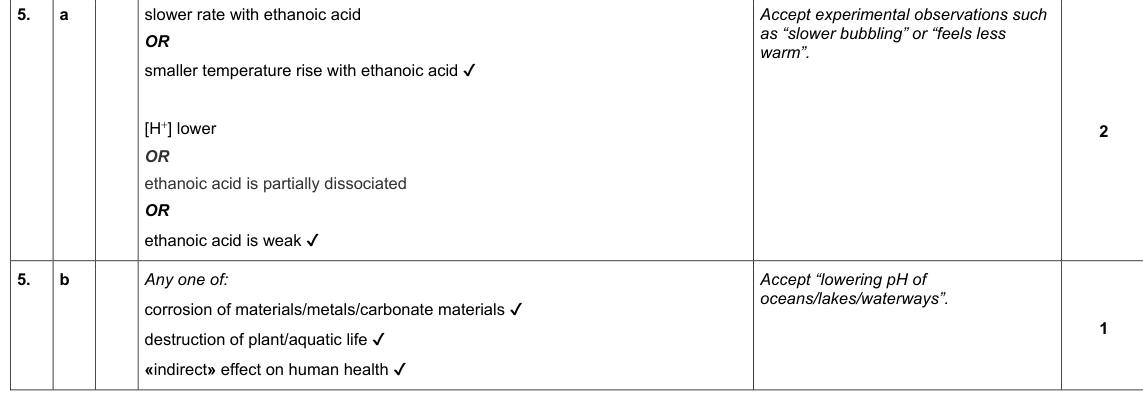 5. a slower rate with ethanoic acid
OR
smaller temperature rise with ethanoic acid ✓
[H⁺] lower
OR
ethanoic acid is partially dissociated
OR
ethanoic acid is weak ✓
Accept experimental observations such
as “slower bubbling” or “feels less
warm”.
2
5. b Any one of:
corrosion of materials/metals/carbonate materials ✓
destruction of plant/aquatic life ✓
«indirect» effect on human health ✓
Accept “lowering pH of
oceans/lakes/waterways”.
1